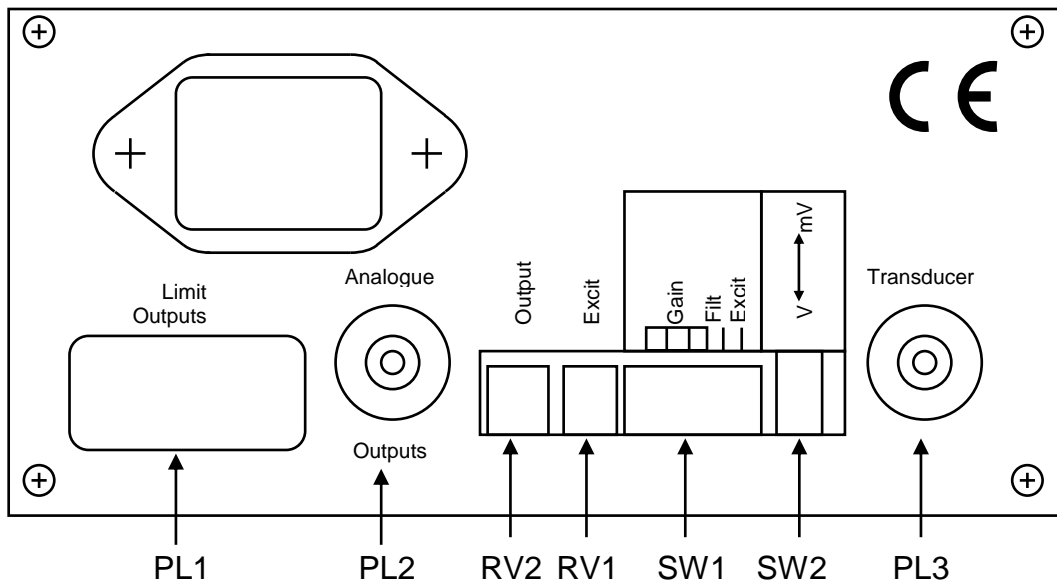 CE
Limit
Outputs
Analogue
Outputs
Output
Excit
Gain
Filt
Excit
V
mV
Transducer
PL1 PL2 RV2 RV1 SW1 SW2 PL3